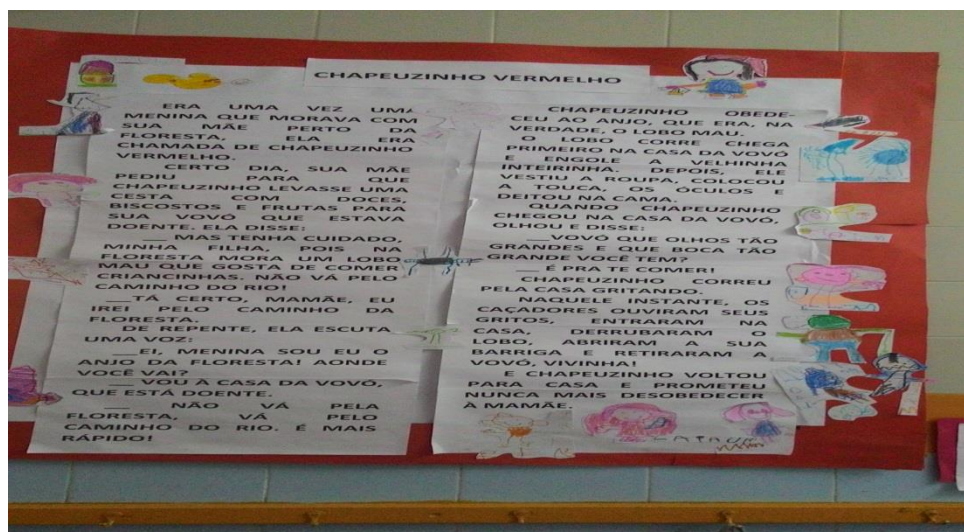 CHAPEUZINHO VERMELHO
ERA UMA VEZ UMA
MENINA QUE MORAVA COM
SUA MÃE PERTO DA
FLORESTA, ELA ERA
CHAMADA DE CHAPEUZINHO
VERMELHO.
CERTO DIA, SUA MÃE
PEDIU PARA QUE
CHAPEUZINHO LEVASSE UMA
CESTA COM DOCES,
BISCOSTOS E FRUTAS PARA
SUA VOVÓ QUE ESTAVA
DOENTE. ELA DISSE:
__ MAS TENHA CUIDADO,
MINHA FILHA, POIS NA
FLORESTA MORA UM LOBO
MAU QUE GOSTA DE COMER
CRIANCINHAS. NÃO VÁ PELO
CAMINHO DO RIO!
__TÁ CERTO, MAMÃE, EU
IREI PELO CAMINHO DA
FLORESTA.
DE REPENTE, ELA ESCUTA
UMA VOZ:
__EI, MENINA SOU EU O
ANJO DA FLORESTA! AONDE
VOCÊ VAI?
__ VOU À CASA DA VOVÓ,
QUE ESTÁ DOENTE.
__ NÃO VÁ PELA
FLORESTA. VÁ PELO
CAMINHO DO RIO. É MAIS
RÁPIDO!
CHAPEUZINHO OBEDE-
CEU AO ANJO, QUE ERA, NA
VERDADE, O LOBO MAU.
O LOBO CORRE CHEGA
PRIMEIRO NA CASA DA VOVÓ
E ENGOLE A VELHINHA
INTEIRINHA. DEPOIS, ELE
VESTIU A ROUPA, COLOCOU
A TOUCA, OS ÓCULOS E
DEITOU NA CAMA.
QUANDO CHAPEUZINHO
CHEGOU NA CASA DA VOVÓ,
OLHOU E DISSE:
__VOVÓ QUE OLHOS TÃO
GRANDES E QUE BOCA TÃO
GRANDE VOCÊ TEM?
__ É PRA TE COMER!
CHAPEUZINHO CORREU
PELA CASA GRITANDO.
NAQUELE INSTANTE, OS
CAÇADORES OUVIRAM SEUS
GRITOS, ENTRARAM NA
CASA, DERRUBARAM O
LOBO, ABRIRAM A SUA
BARRIGA E RETIRARAM A
VOVÓ, VIVINHA!
E CHAPEUZINHO VOLTOU
PARA CASA E PROMETEU
NUNCA MAIS DESOBEDECER
À MAMÃE.